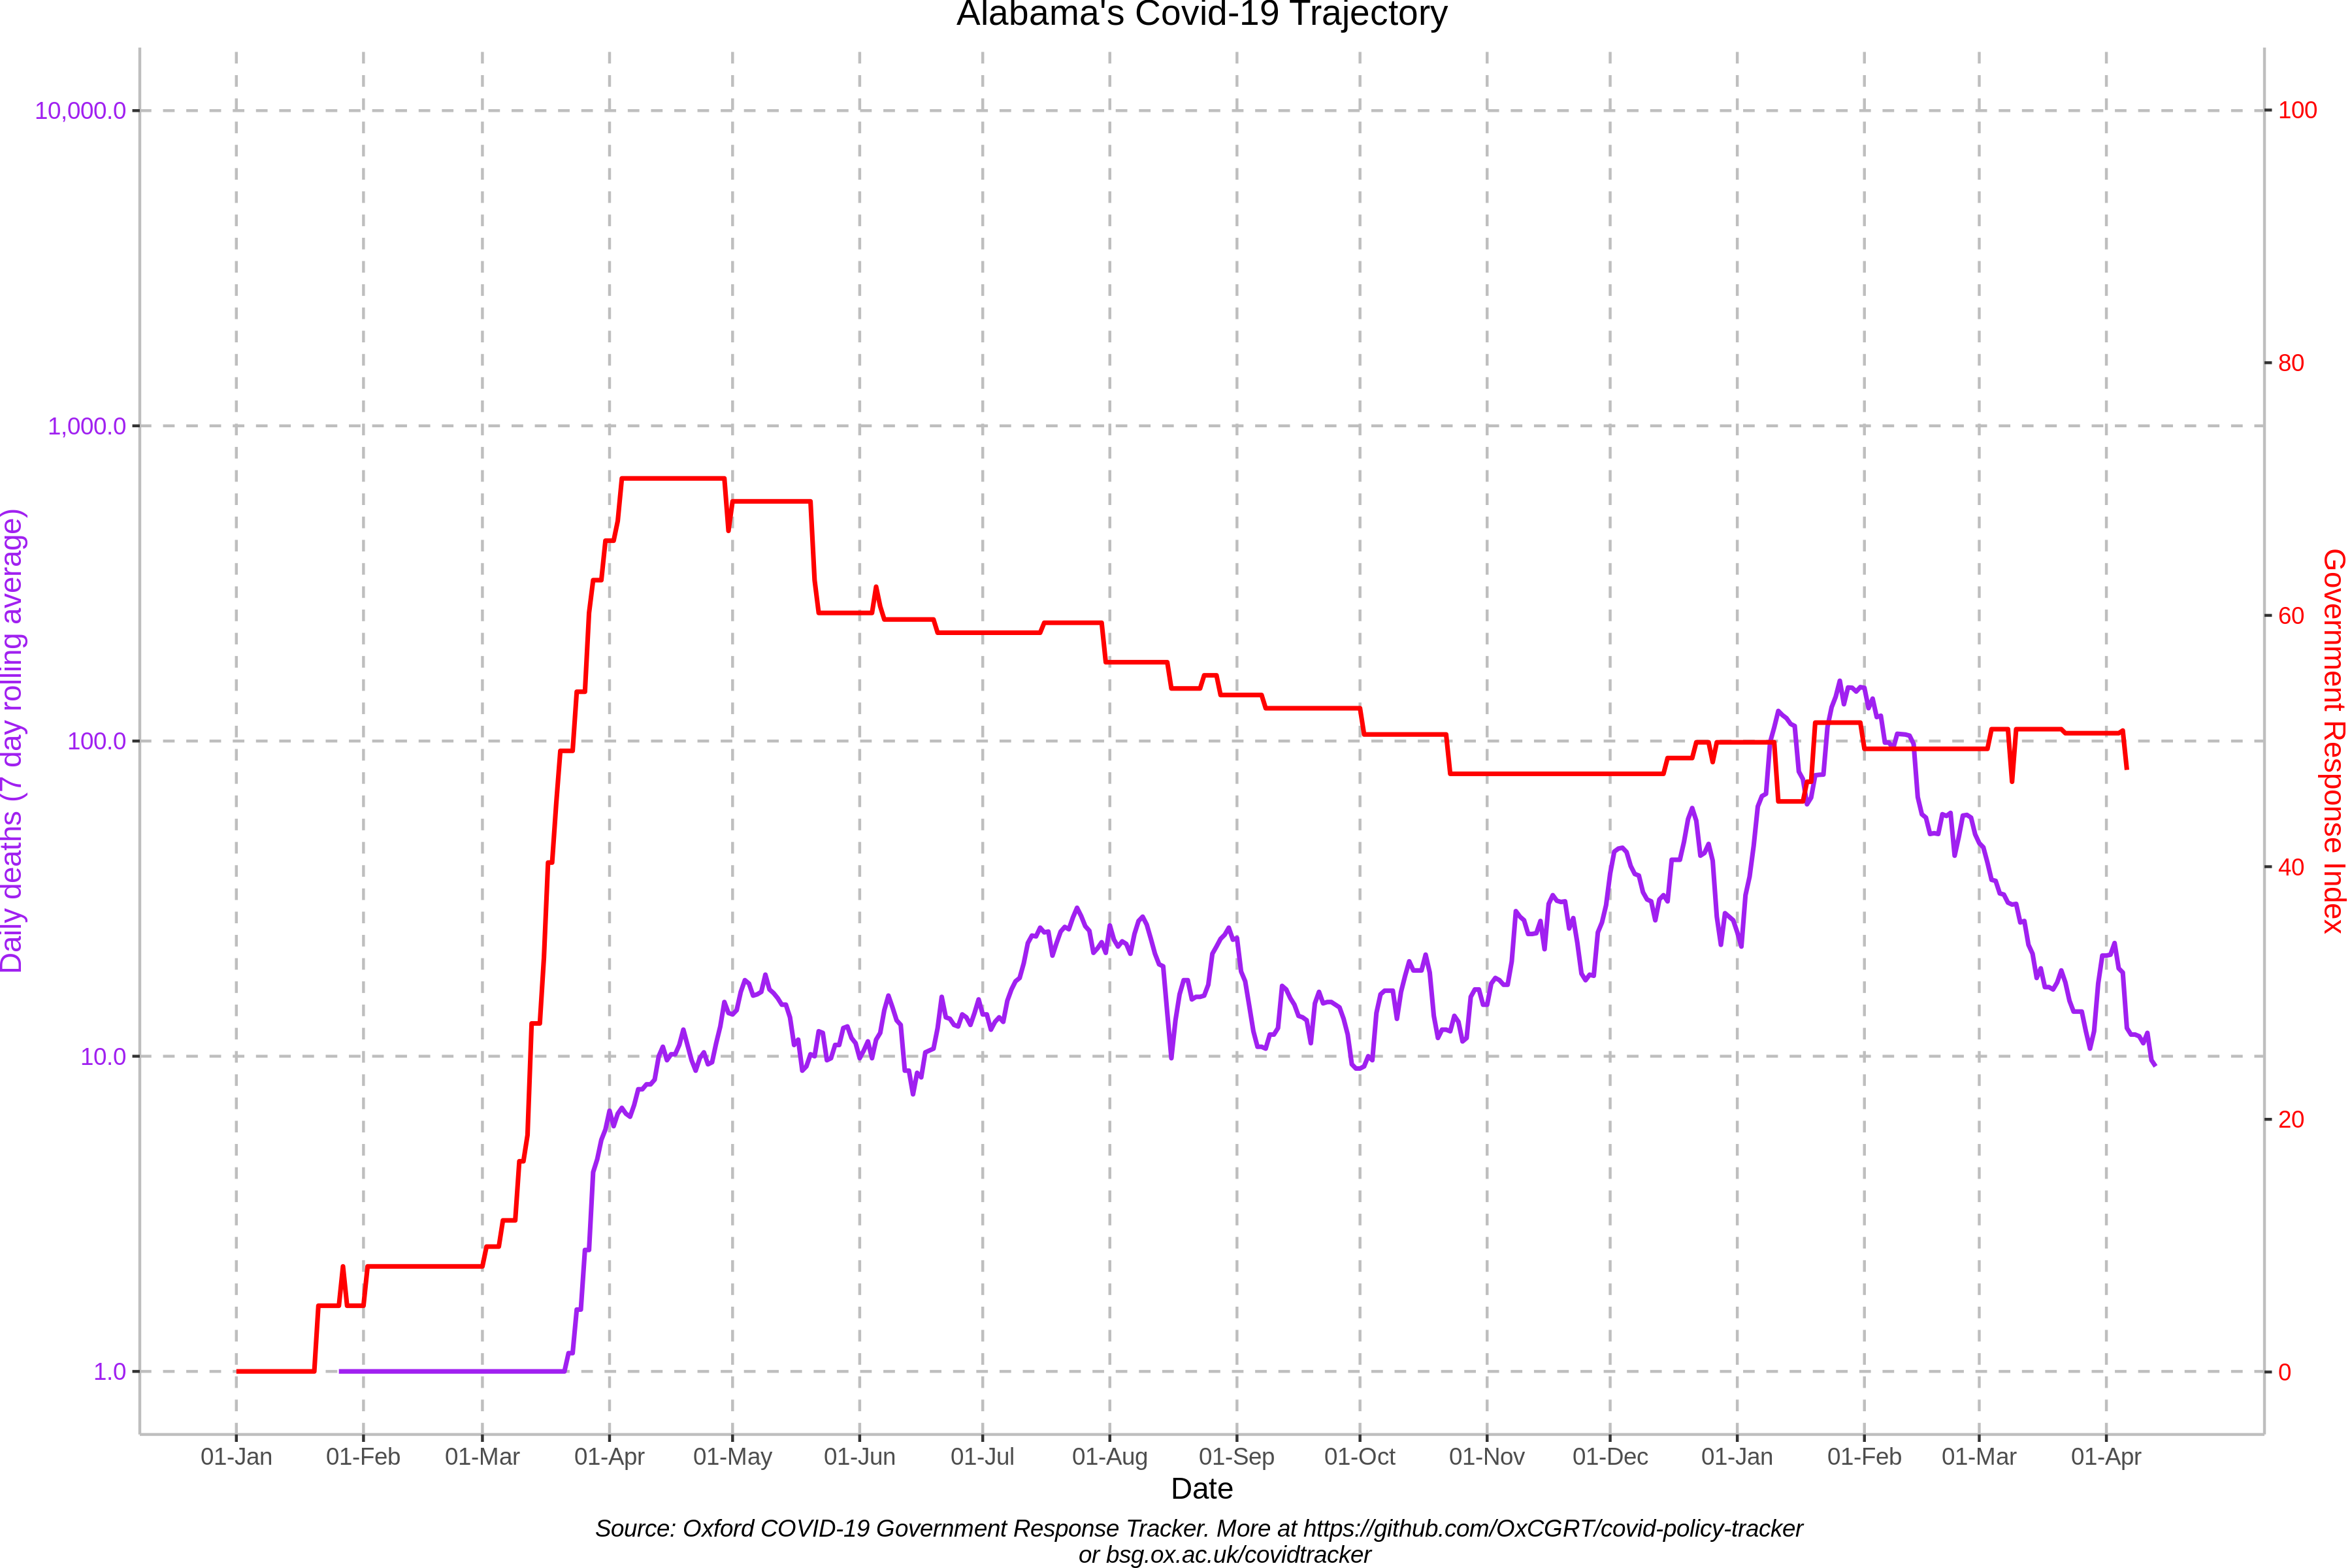 Alabama's Covid-19 Trajectory
10,000.0
1,000.0
100.0
10.0
1.0
Daily deaths (7 day rolling average)
100
80
60
40
20
0
Government Response Index
01-Jan 01-Feb 01-Mar 01-Apr 01-May 01-Jun 01-Jul 01-Aug 01-Sep 01-Oct 01-Nov 01-Dec 01-Jan 01-Feb 01-Mar 01-Apr
Date
Source: Oxford COVID-19 Government Response Tracker. More at https://github.com/OxCGRT/covid-policy-tracker
or bsg.ox.ac.uk/covidtracker